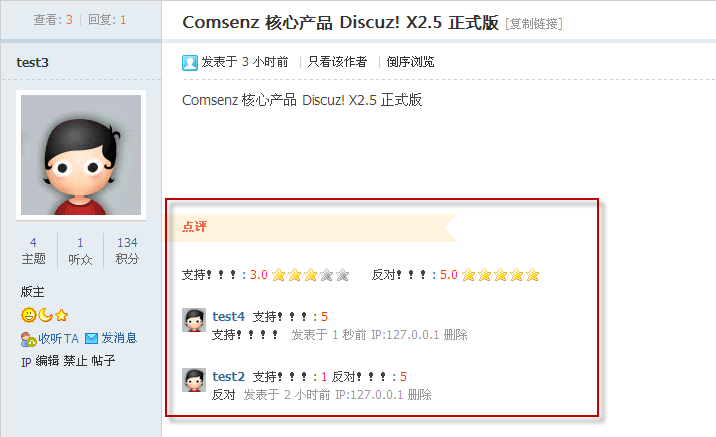 查看: 3 | 回复: 1
Comsenz 核心产品 Discuz! X2.5 正式版 [复制链接]
test3
发表于 3 小时前 | 只看该作者 | 倒序浏览
Comsenz 核心产品 Discuz! X2.5 正式版
4 1 134
主题 听众 积分
版主
收听TA 发消息
IP 编辑 禁止 帖子
点评
支持！！！: 3.0 反对！！！: 5.0
test4 支持！！！: 5
支持！！！！ 发表于 1 秒前 IP:127.0.0.1 删除
test2 支持！！！: 1 反对！！！: 5
反对 发表于 2 小时前 IP:127.0.0.1 删除